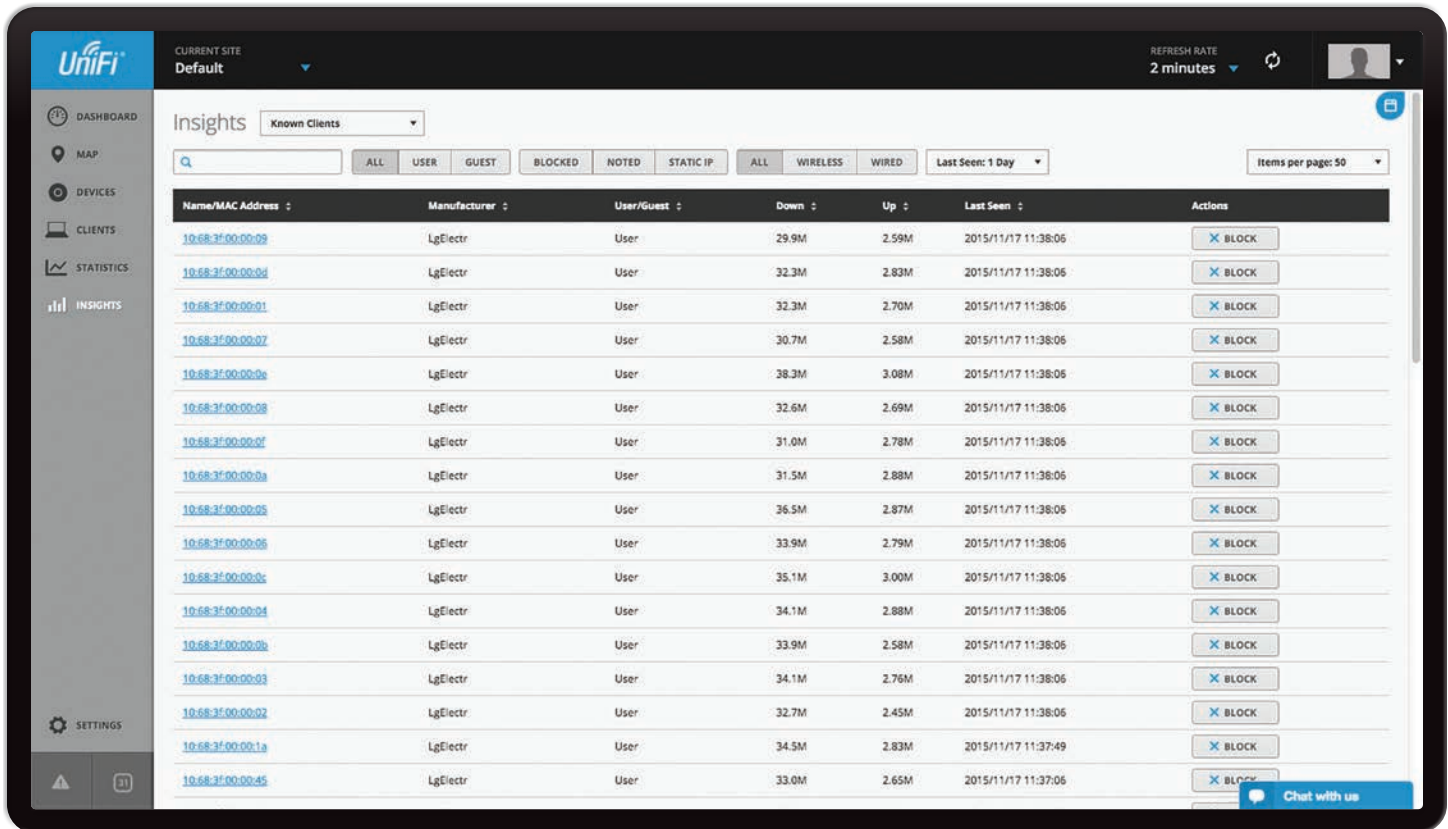 UniFi
CURRENT SITE
Default
REFRESH RATE
2 minutes
DASHBOARD
MAP
DEVICES
CLIENTS
STATISTICS
INSIGHTS
SETTINGS
31
Insights Known Clients
ALL USER GUEST BLOCKED NOTED STATIC IP ALL WIRELESS WIRED Last Seen: 1 Day Items per page: 50
Name/MAC Address Manufacturer User/Guest Down Up Last Seen Actions
10:68:3f:00:00:09 LgElectr User 29.9M 2.59M 2015/11/17 11:38:06 BLOCK
10:68:3f:00:00:0d LgElectr User 32.3M 2.83M 2015/11/17 11:38:06 BLOCK
10:68:3f:00:00:01 LgElectr User 32.3M 2.70M 2015/11/17 11:38:06 BLOCK
10:68:3f:00:00:07 LgElectr User 30.7M 2.58M 2015/11/17 11:38:06 BLOCK
10:68:3f:00:00:0e LgElectr User 38.3M 3.08M 2015/11/17 11:38:06 BLOCK
10:68:3f:00:00:08 LgElectr User 32.6M 2.69M 2015/11/17 11:38:06 BLOCK
10:68:3f:00:00:0f LgElectr User 31.0M 2.78M 2015/11/17 11:38:06 BLOCK
10:68:3f:00:00:0a LgElectr User 31.5M 2.88M 2015/11/17 11:38:06 BLOCK
10:68:3f:00:00:05 LgElectr User 36.5M 2.87M 2015/11/17 11:38:06 BLOCK
10:68:3f:00:00:06 LgElectr User 33.9M 2.79M 2015/11/17 11:38:06 BLOCK
10:68:3f:00:00:0c LgElectr User 35.1M 3.00M 2015/11/17 11:38:06 BLOCK
10:68:3f:00:00:04 LgElectr User 34.1M 2.88M 2015/11/17 11:38:06 BLOCK
10:68:3f:00:00:0b LgElectr User 33.9M 2.58M 2015/11/17 11:38:06 BLOCK
10:68:3f:00:00:03 LgElectr User 34.1M 2.76M 2015/11/17 11:38:06 BLOCK
10:68:3f:00:00:02 LgElectr User 32.7M 2.45M 2015/11/17 11:38:06 BLOCK
10:68:3f:00:00:1a LgElectr User 34.5M 2.83M 2015/11/17 11:37:49 BLOCK
10:68:3f:00:00:45 LgElectr User 33.0M 2.65M 2015/11/17 11:37:06 BLOCK
Chat with us